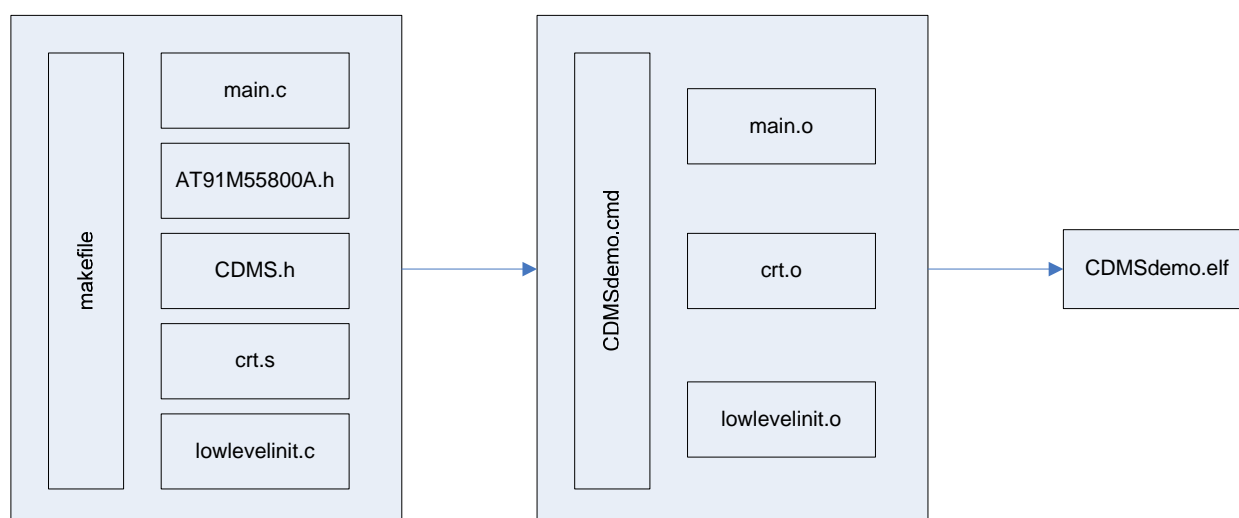 makefile
main.c
AT91M55800A.h
CDMS.h
crt.s
lowlevelinit.c
CDMSdemo.cmd
main.o
crt.o
lowlevelinit.o
CDMSdemo.elf